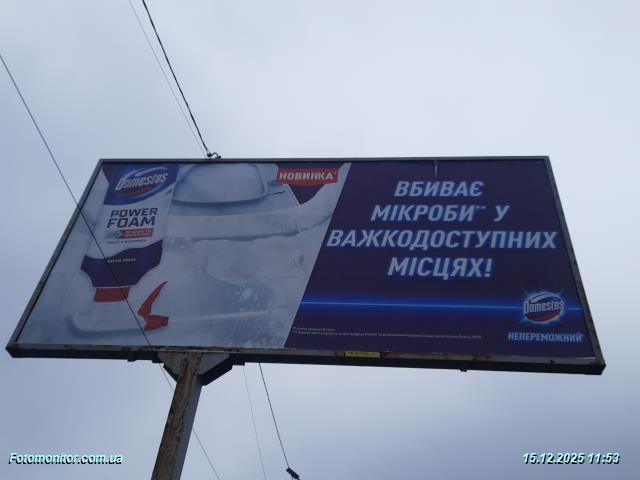 Domestos
POWER
FOAM
НОВИНКА*
ВБИВАЄ
МІКРОБИ** У
ВАЖКОДОСТУПНИХ
МІСЦЯХ!
Domestos
НЕПЕРЕМОЖНИЙ
Fotomonitor.com.ua
15.12.2025 11:53